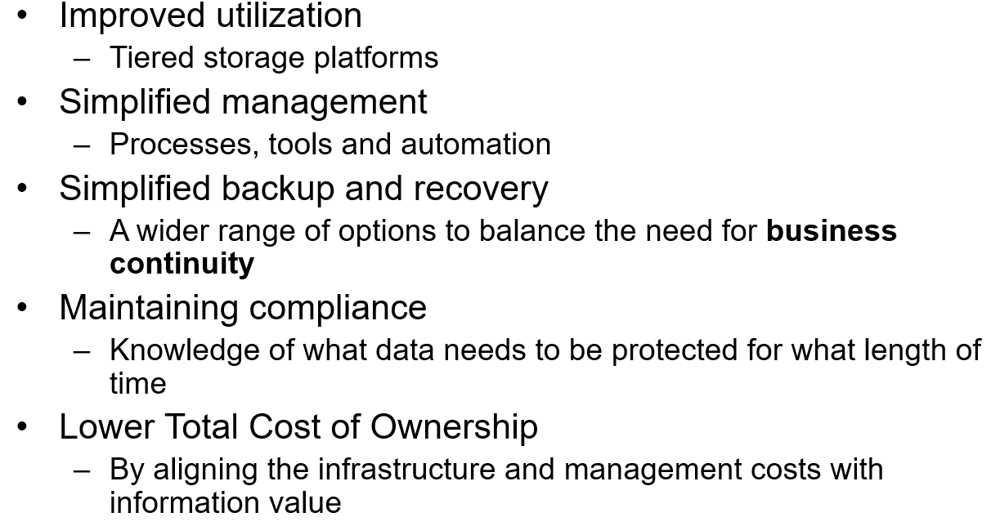 • Improved utilization
– Tiered storage platforms
• Simplified management
– Processes, tools and automation
• Simplified backup and recovery
– A wider range of options to balance the need for business
continuity
• Maintaining compliance
– Knowledge of what data needs to be protected for what length of
time
• Lower Total Cost of Ownership
– By aligning the infrastructure and management costs with
information value